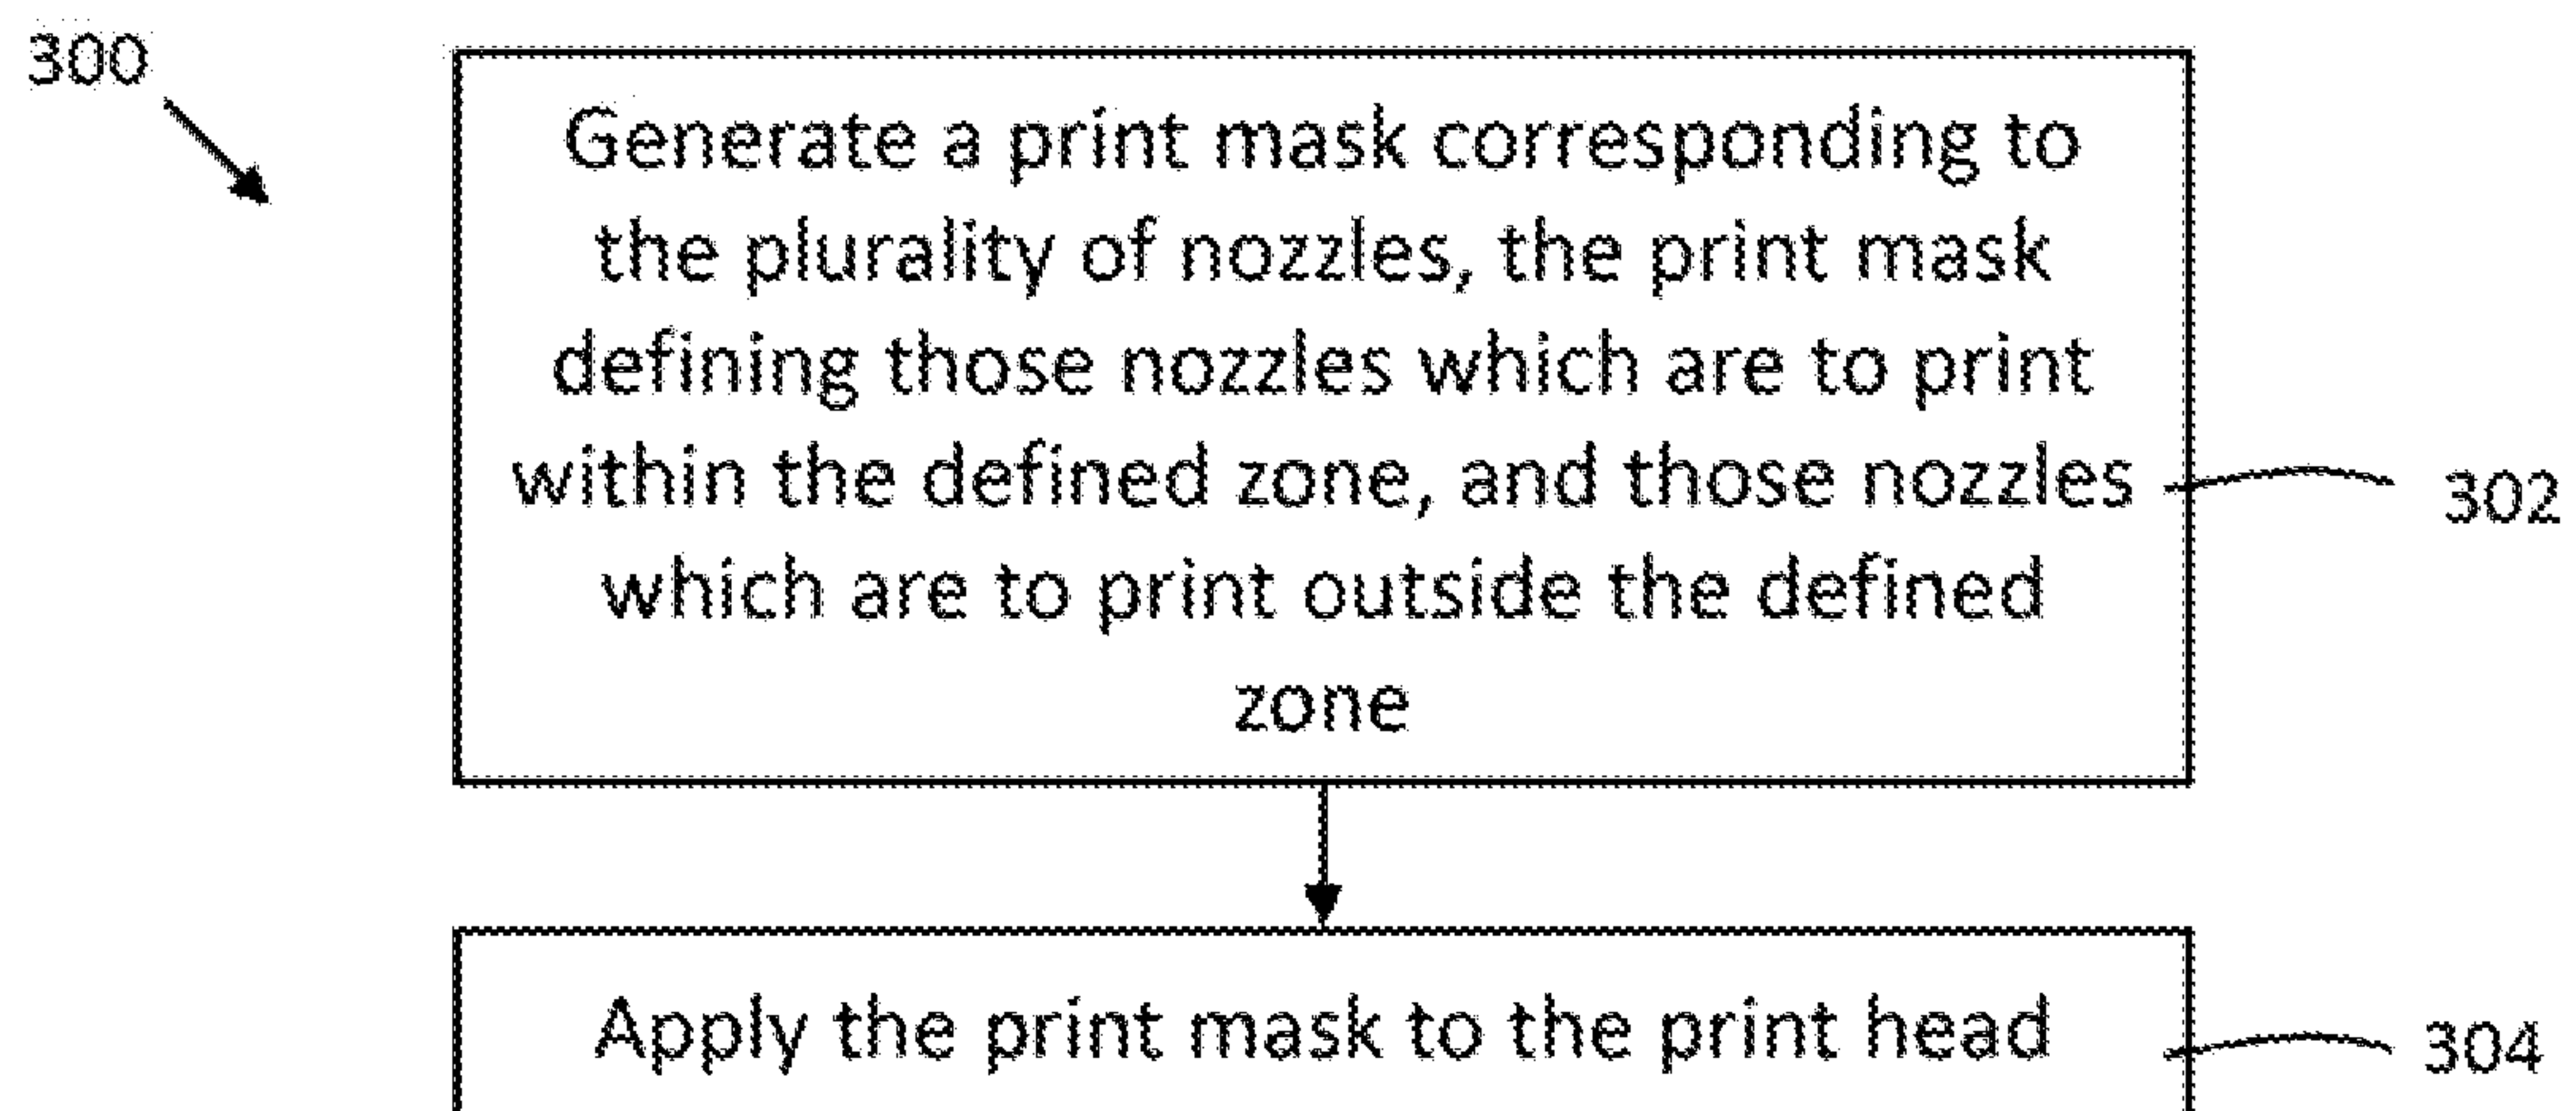 300
Generate a print mask corresponding to
the plurality of nozzles, the print mask
defining those nozzles which are to print
within the defined zone, and those nozzles
which are to print outside the defined
zone
302
Apply the print mask to the print head
304